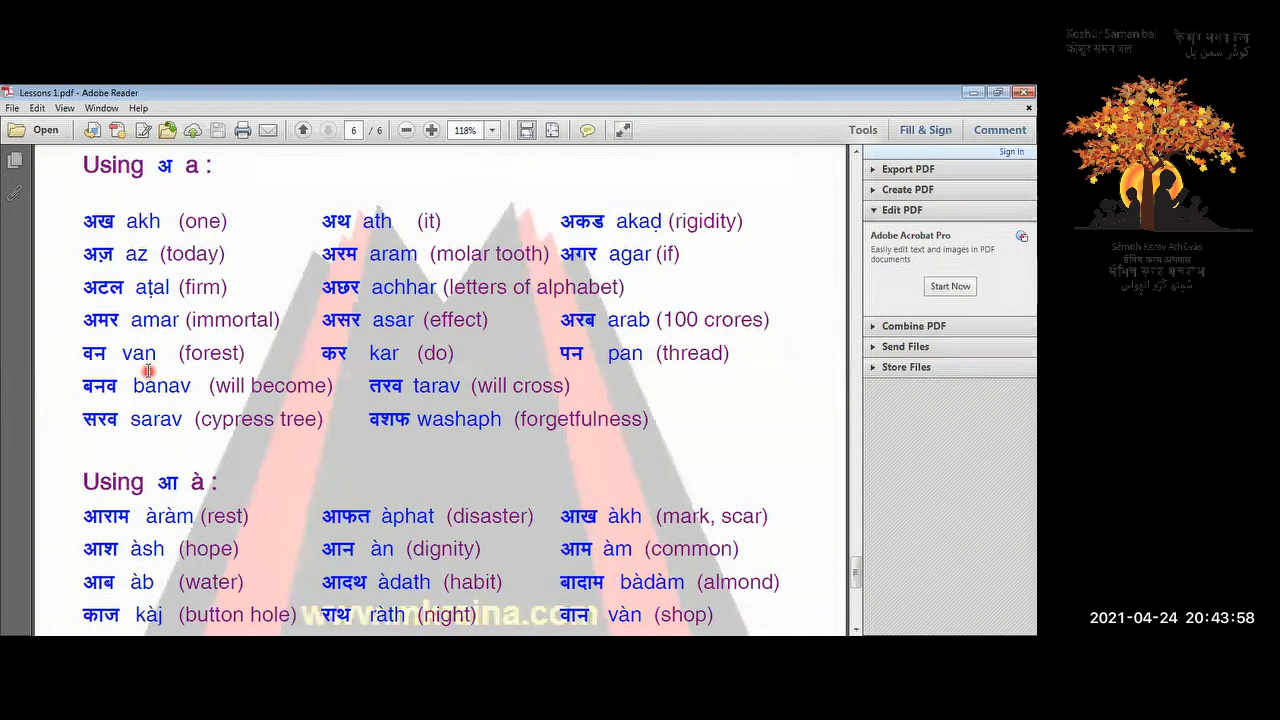 Koshür Saman bal
कॊशुर समन बल
Lessons 1.pdf - Adobe Reader
File Edit View Window Help
Open 6 / 6 118% Tools Fill & Sign Comment
Sign In
Export PDF
Create PDF
Edit PDF
Adobe Acrobat Pro
Easily edit text and images in PDF
documents
Start Now
Combine PDF
Send Files
Store Files
Using अ a :
अख akh (one) अथ ath (it) अकड akaḍ (rigidity)
अज़ az (today) अरम aram (molar tooth) अगर agar (if)
अटल aṭal (firm) अछर achhar (letters of alphabet)
अमर amar (immortal) असर asar (effect) अरब arab (100 crores)
वन van (forest) कर kar (do) पन pan (thread)
बनव banav (will become) तरव tarav (will cross)
सरव sarav (cypress tree) वशफ washaph (forgetfulness)
Using आ à :
आराम àràm (rest) आफत àphat (disaster) आख àkh (mark, scar)
आश àsh (hope) आन àn (dignity) आम àm (common)
आब àb (water) आदथ àdath (habit) बादाम bàdàm (almond)
काज kàj (button hole) राथ ràth (night) वान vàn (shop)
Sêmith Karav Athüvàs
2021-04-24 20:43:58